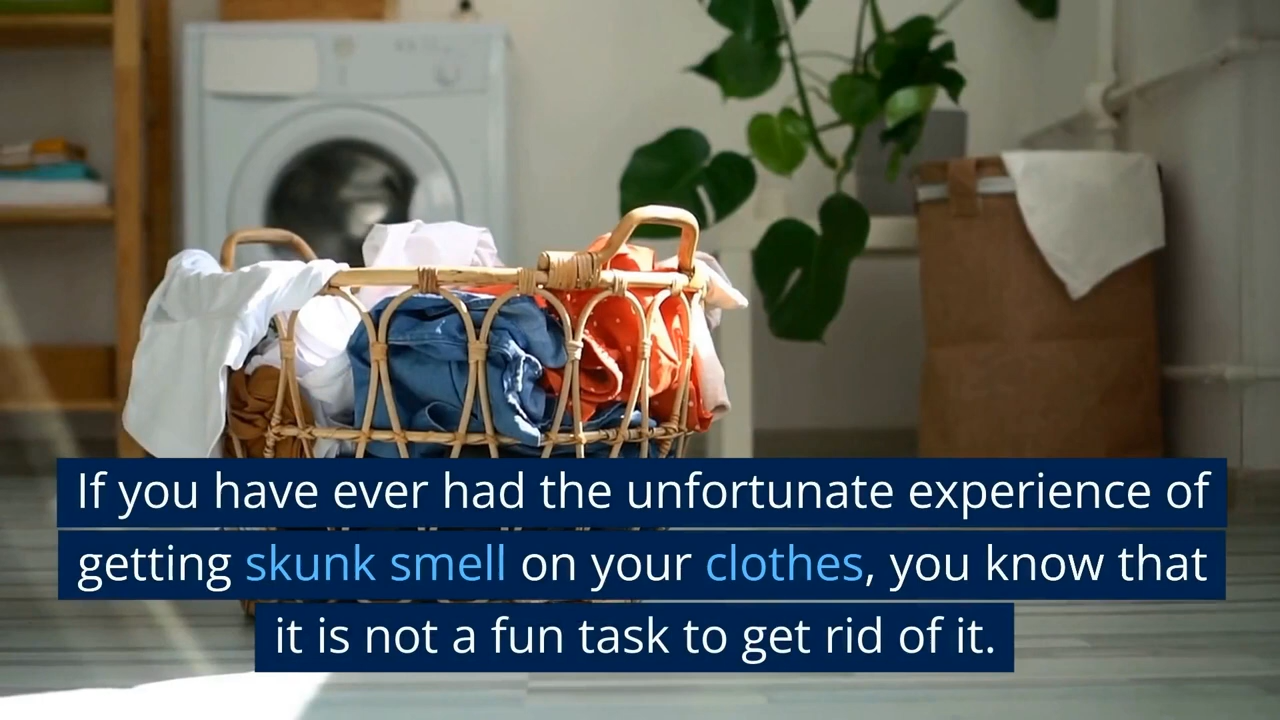 If you have ever had the unfortunate experience of
getting skunk smell on your clothes, you know that
it is not a fun task to get rid of it.